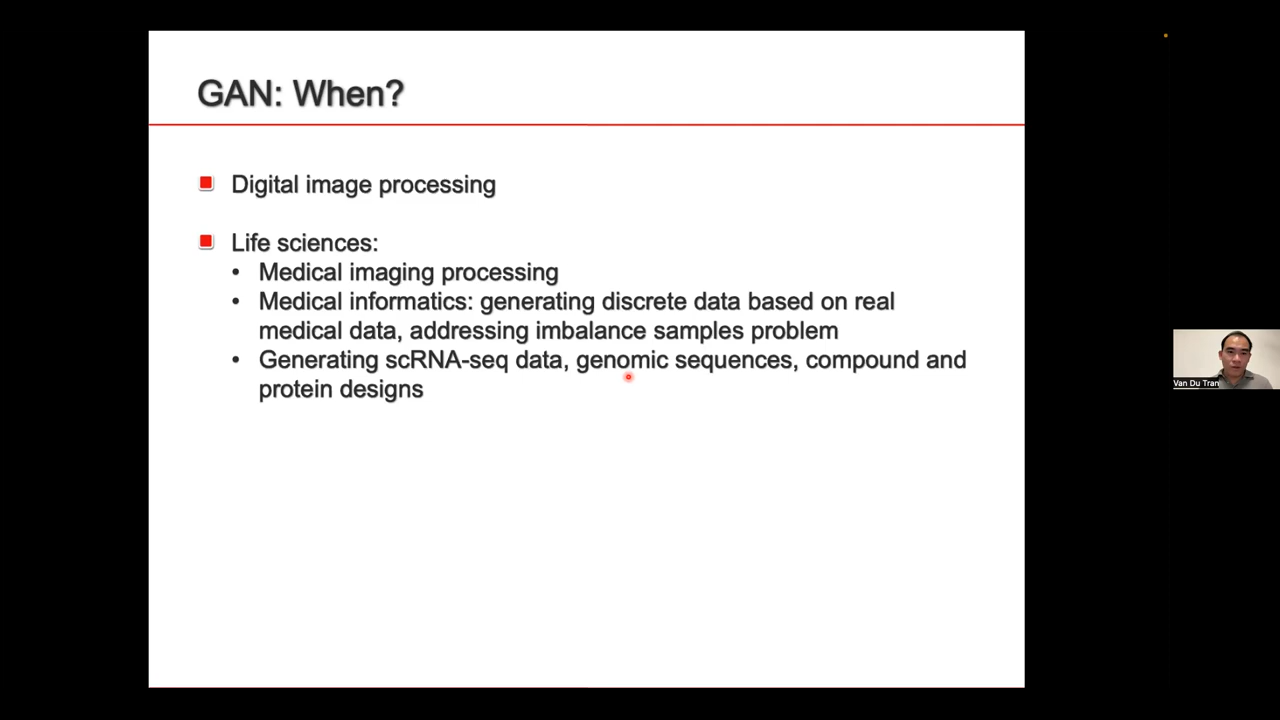 GAN: When?
Digital image processing
Life sciences:
• Medical imaging processing
• Medical informatics: generating discrete data based on real
medical data, addressing imbalance samples problem
• Generating scRNA-seq data, genomic sequences, compound and
protein designs
Van Du Tran